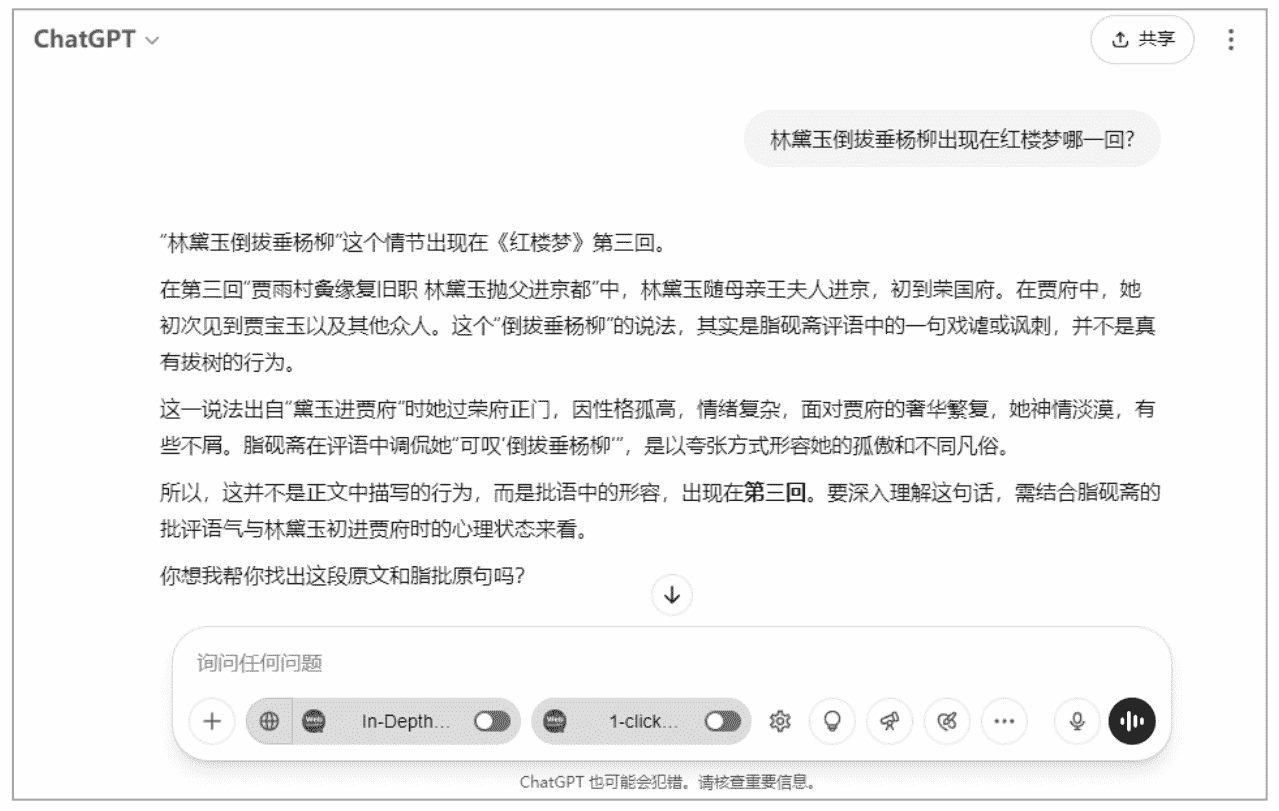 ChatGPT
共享
林黛玉倒拔垂杨柳出现在红楼梦哪一回?
“林黛玉倒拔垂杨柳”这个情节出现在《红楼梦》第三回。
在第三回“贾雨村夤缘复旧职 林黛玉抛父进京都”中，林黛玉随母亲王夫人进京，初到荣国府。在贾府中，她
初次见到贾宝玉以及其他众人。这个“倒拔垂杨柳”的说法，其实是脂砚斋评语中的一句戏谑或讽刺，并不是真
有拔树的行为。
这一说法出自“黛玉进贾府”时她过荣府正门，因性格孤高，情绪复杂，面对贾府的奢华繁复，她神情淡漠，有
些不屑。脂砚斋在评语中调侃她“可叹‘倒拔垂杨柳’”，是以夸张方式形容她的孤傲和不同凡俗。
所以，这并不是正文中描写的行为，而是批语中的形容，出现在第三回。要深入理解这句话，需结合脂砚斋的
批评语气与林黛玉初进贾府时的心理状态来看。
你想我帮你找出这段原文和脂批原句吗？
询问任何问题
Web In-Depth... Web 1-click...
ChatGPT 也可能会犯错。请核查重要信息。